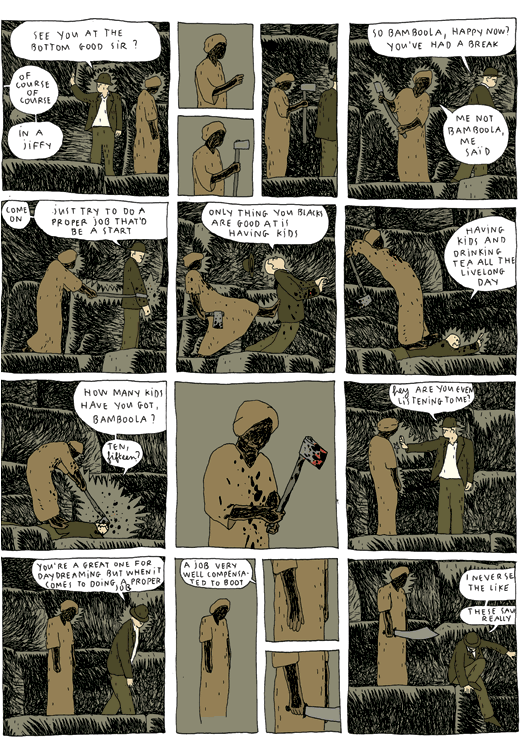 SEE YOU AT THE
BOTTOM GOOD SIR?
OF
COURSE
OF
COURSE
IN A
JIFFY
SO BAMBOOLA, HAPPY NOW?
YOU'VE HAD A BREAK
ME NOT
BAMBOOLA,
ME
SAÏD
COME
ON
JUST TRY TO DO A
PROPER JOB THAT'D
BE A START
ONLY THING YOU BLACKS
ARE GOOD AT IS
HAVING KIDS
HAVING
KIDS AND
DRINKING
TEA ALL THE
LIVELONG
DAY
HOW MANY KIDS
HAVE YOU GOT,
BAMBOOLA?
TEN,
fifteen?
hey ARE YOU EVEN
LISTENING TO ME?
YOU'RE A GREAT ONE FOR
DAYDREAMING BUT WHEN IT
COMES TO DOING A PROPER
JOB
A JOB VERY
WELL COMPENSA-
TED TO BOOT
I NEVER SE
THE LIKE
THESE SAV
REALLY